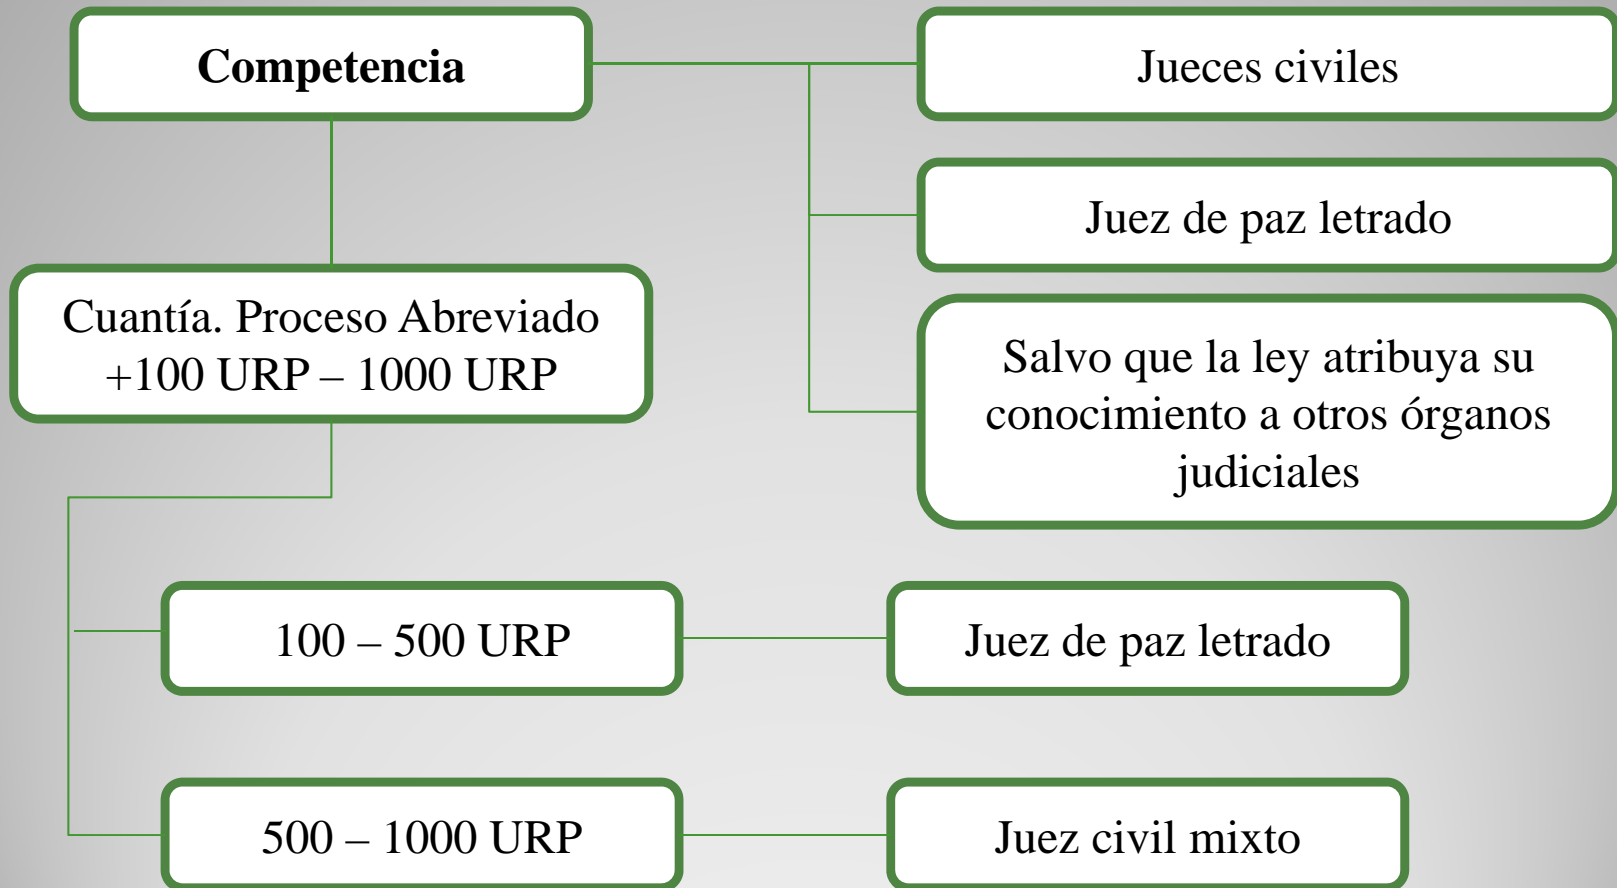 Competencia
Jueces civiles
Juez de paz letrado
Cuantía. Proceso Abreviado
+100 URP – 1000 URP
Salvo que la ley atribuya su
conocimiento a otros órganos
judiciales
100 – 500 URP
Juez de paz letrado
500 – 1000 URP
Juez civil mixto